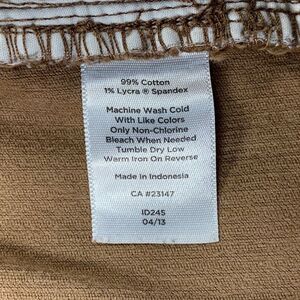 99% Cotton
1% Lycra ® Spandex
Machine Wash Cold
With Like Colors
Only Non-Chlorine
Bleach When Needed
Tumble Dry Low
Warm Iron On Reverse
Made in Indonesia
CA #23147
ID245
04/13